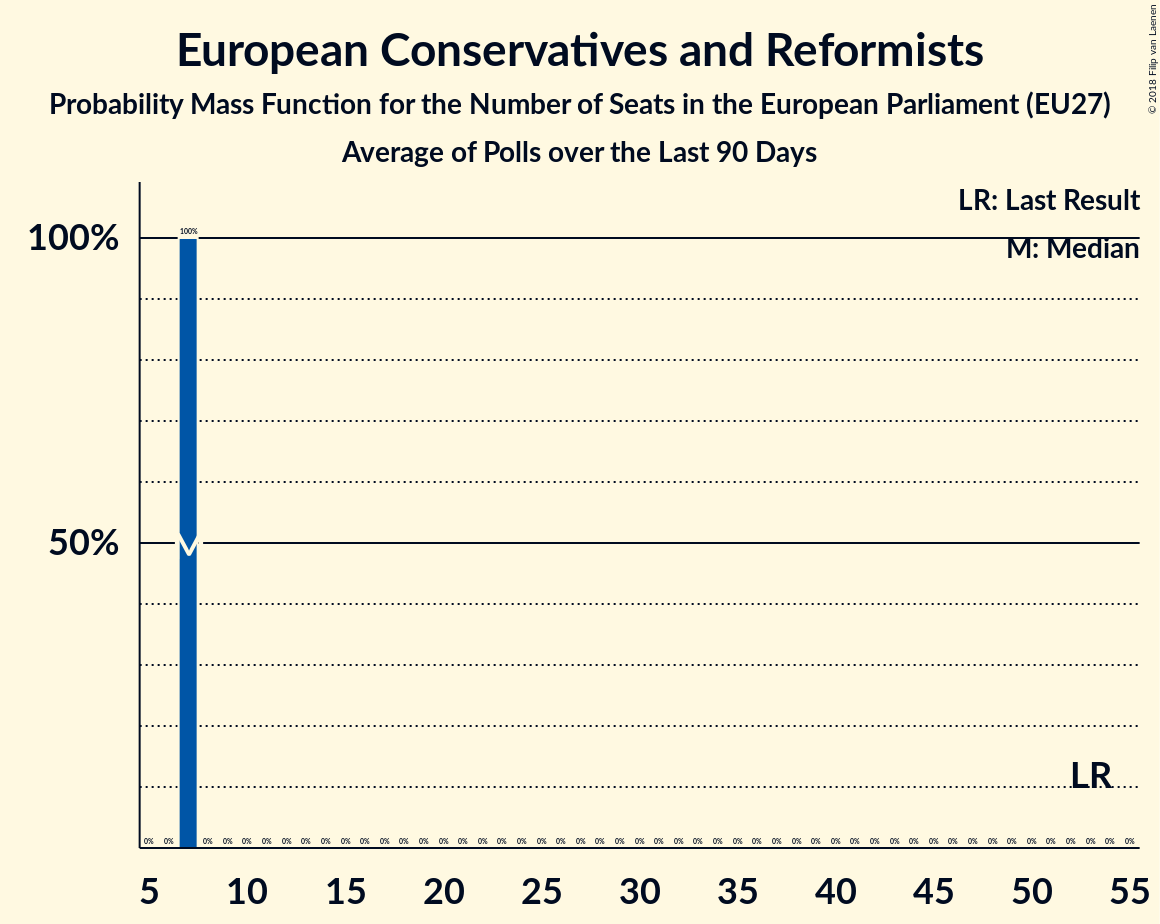 European Conservatives and Reformists
Probability Mass Function for the Number of Seats in the European Parliament (EU27)
Average of Polls over the Last 90 Days
© 2018 Filip van Laenen
LR: Last Result
M: Median
100%
100%
50%
LR
0% 0% 0% 0% 0% 0% 0% 0% 0% 0% 0% 0% 0% 0% 0% 0% 0% 0% 0% 0% 0% 0% 0% 0% 0% 0% 0% 0% 0% 0% 0% 0% 0% 0% 0% 0% 0% 0% 0% 0% 0% 0% 0% 0% 0% 0% 0% 0% 0% 0%
5 10 15 20 25 30 35 40 45 50 55